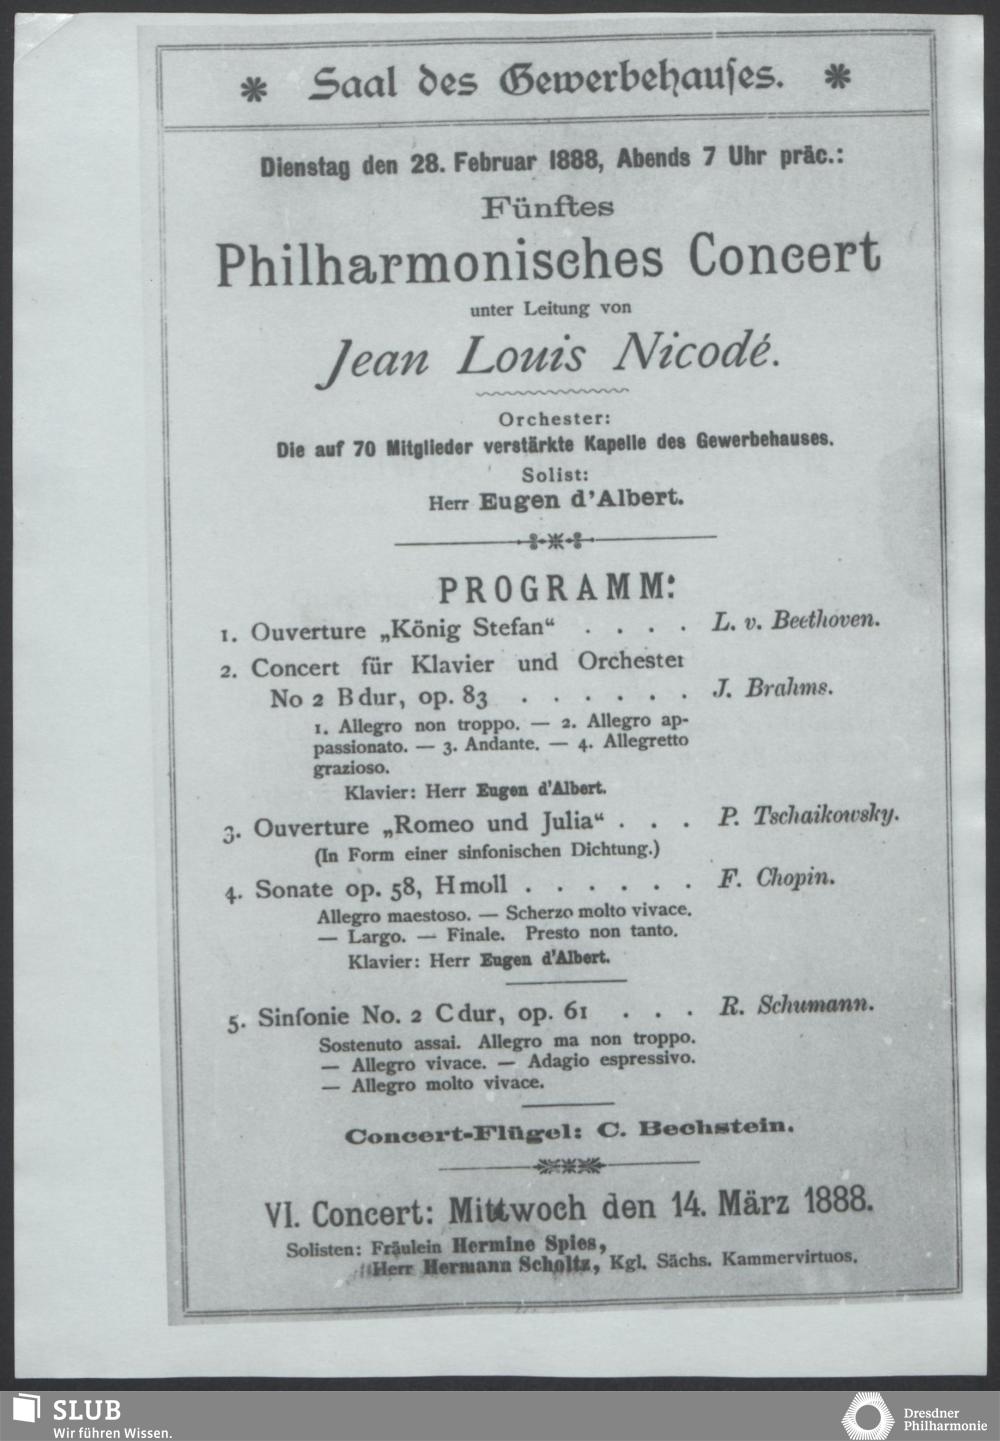 * Saal des Gewerbehauſes. *
Dienstag den 28. Februar 1888, Abends 7 Uhr präc.:
Fünftes
Philharmonisches Concert
unter Leitung von
Jean Louis Nicodé.
Orchester:
Die auf 70 Mitglieder verstärkte Kapelle des Gewerbehauses.
Solist:
Herr Eugen d'Albert.
PROGRAMM:
1. Ouverture „König Stefan“ . . . . L. v. Beethoven.
2. Concert für Klavier und Orchester
No 2 B dur, op. 83 . . . . . . J. Brahms.
1. Allegro non troppo. — 2. Allegro ap-
passionato. — 3. Andante. — 4. Allegretto
grazioso.
Klavier: Herr Eugen d'Albert.
3. Ouverture „Romeo und Julia“ . . . P. Tschaikowsky.
(In Form einer sinfonischen Dichtung.)
4. Sonate op. 58, H moll . . . . . . F. Chopin.
Allegro maestoso. — Scherzo molto vivace.
— Largo. — Finale. Presto non tanto.
Klavier: Herr Eugen d'Albert.
5. Sinfonie No. 2 C dur, op. 61 . . . R. Schumann.
Sostenuto assai. Allegro ma non troppo.
— Allegro vivace. — Adagio espressivo.
— Allegro molto vivace.
Concert-Flügel: C. Bechstein.
VI. Concert: Mittwoch den 14. März 1888.
Solisten: Fräulein Hermine Spies,
Herr Hermann Scholtz, Kgl. Sächs. Kammervirtuos.
SLUB
Wir führen Wissen.
Dresdner
Philharmonie